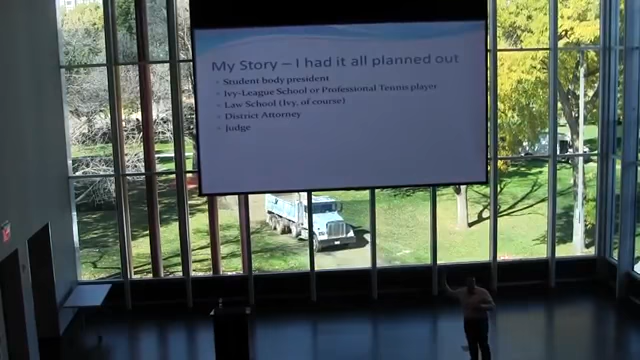 My Story – I had it all planned out
Student body president
Ivy-League School or Professional Tennis player
Law School (Ivy, of course)
District Attorney
Judge